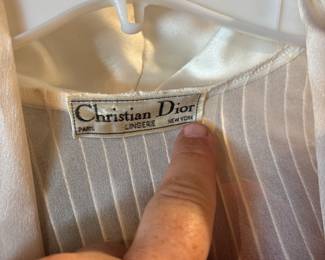 Christian Dior
PARIS LINGERIE NEW YORK